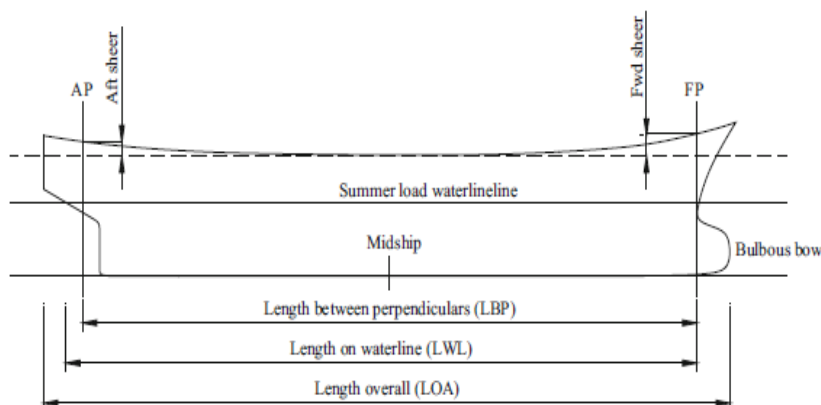 Aft sheer
Fwd sheer
AP
FP
Summer load waterlineline
Midship
Bulbous bow
Length between perpendiculars (LBP)
Length on waterline (LWL)
Length overall (LOA)